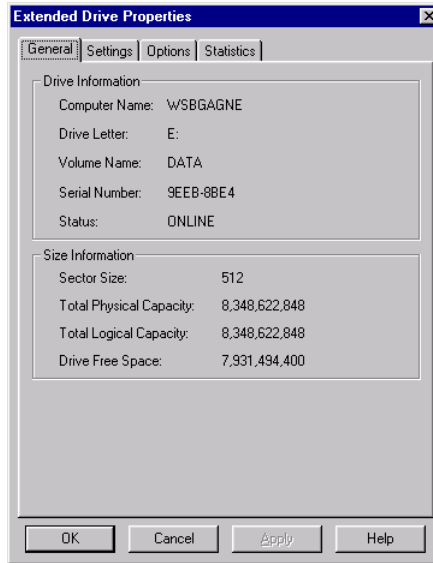 Extended Drive Properties
General Settings Options Statistics
Drive Information
Computer Name: WSBGAGNE
Drive Letter: E:
Volume Name: DATA
Serial Number: 9EEB-8BE4
Status: ONLINE
Size Information
Sector Size: 512
Total Physical Capacity: 8,348,622,848
Total Logical Capacity: 8,348,622,848
Drive Free Space: 7,931,494,400
OK Cancel Apply Help